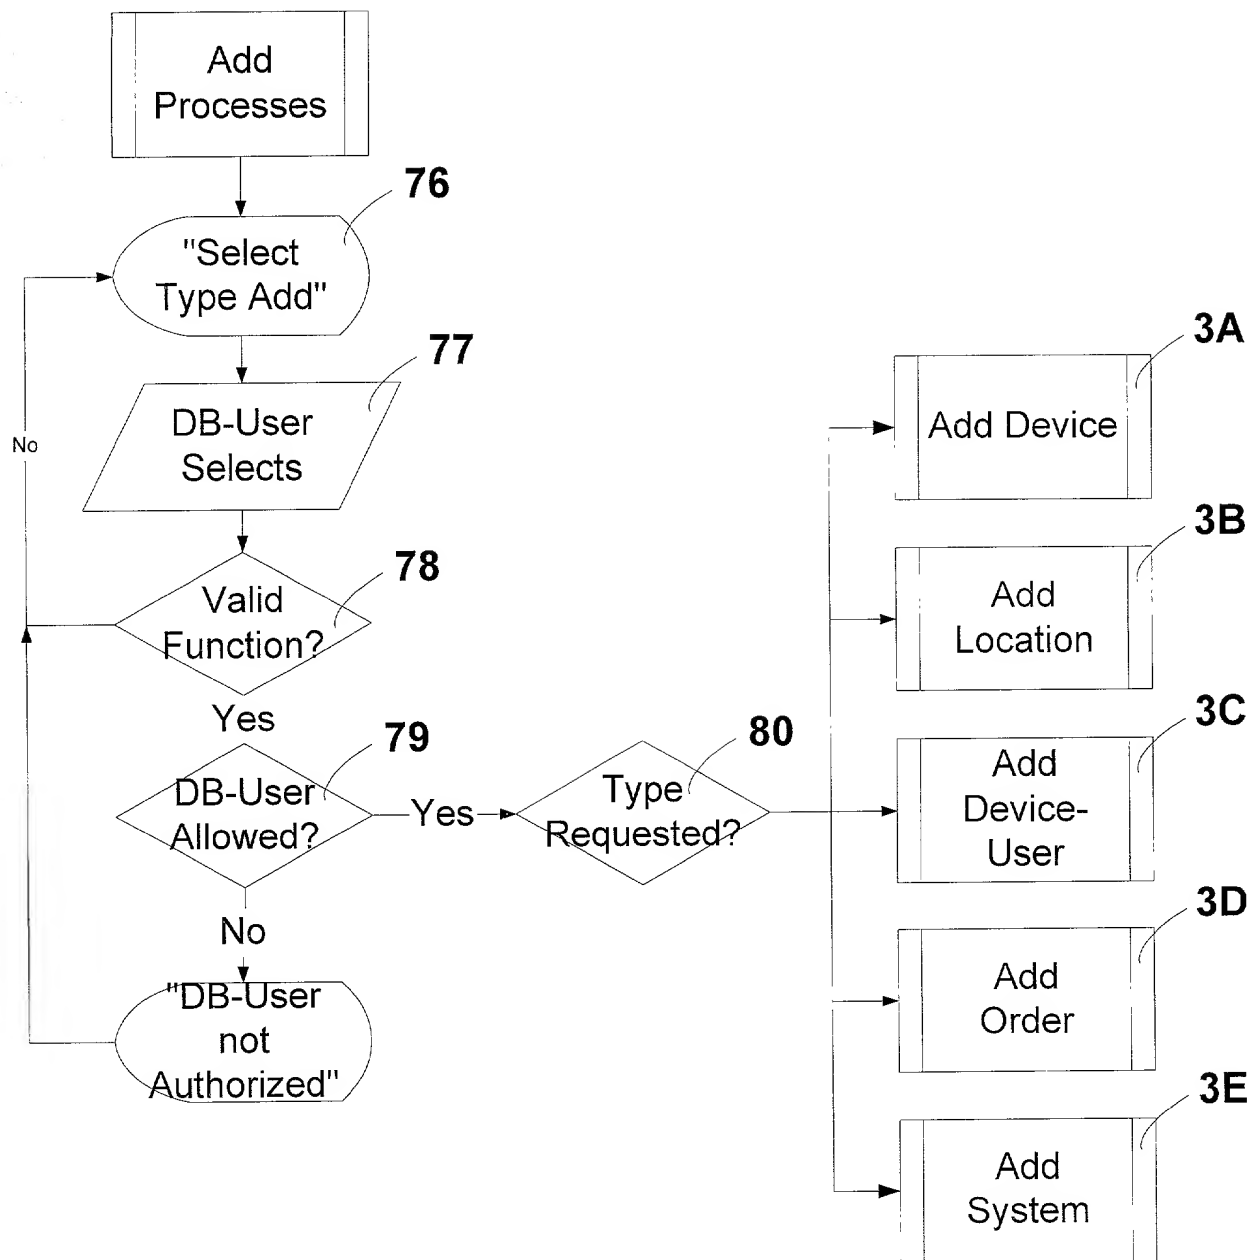 Add
Processes
76
"Select
Type Add"
77
DB-User
Selects
No
78
Valid
Function?
Yes
79
DB-User
Allowed?
Yes
80
Type
Requested?
No
"DB-User
not
Authorized"
3A
Add Device
3B
Add
Location
3C
Add
Device-
User
3D
Add
Order
3E
Add
System